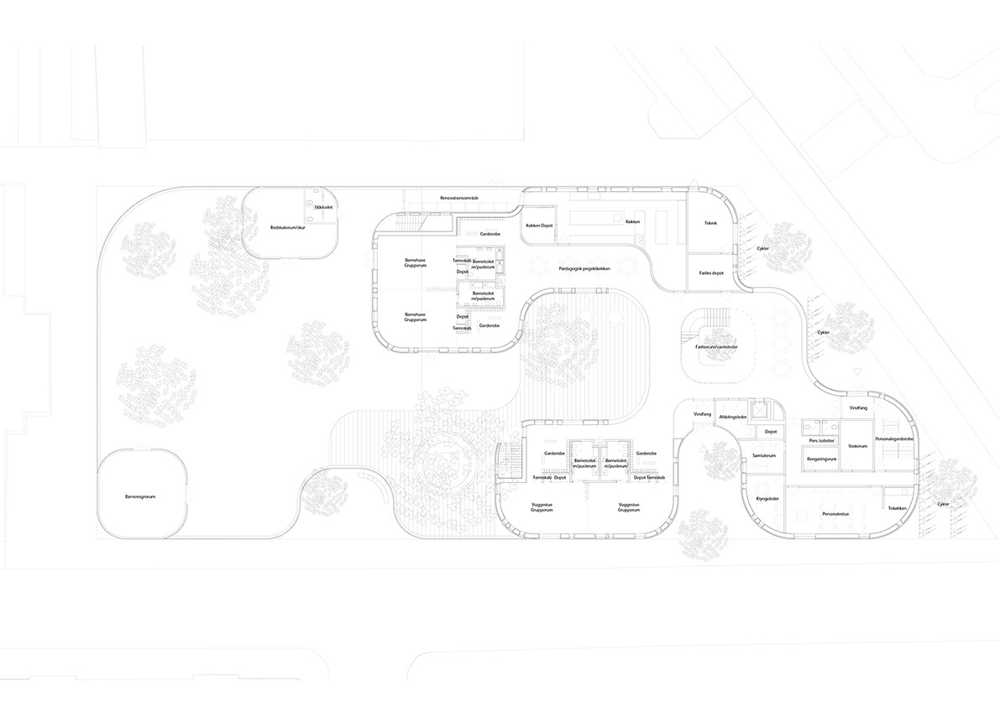 Renovationsområde
Udetoilet
Redskabsrum/skur
Garderobe
Køkken Depot
Køkken
Teknik
Cykler
Børnehave
Grupperum
Tørreskab
Depot
Børnetoilet
m/puslerum
Pædagogisk projektkøkken
Fælles depot
Børnetoilet
m/puslerum
Børnehave
Grupperum
Depot
Tørreskab
Garderobe
Cykler
Fællesrum/værksteder
Vindfang
Afdelingsleder
Vindfang
Depot
Pers. toiletter
Personalegarderobe
Vaskerum
Garderobe
Børnetoilet
m/puslerum
Børnetoilet
m/puslerum
Garderobe
Samtalerum
Rengøringsrum
Tørreskab
Depot
Depot
Tørreskab
Barnevognsrum
Vuggestue
Grupperum
Vuggestue
Grupperum
Klyngeleder
Personalestue
Tekøkken
Cykler